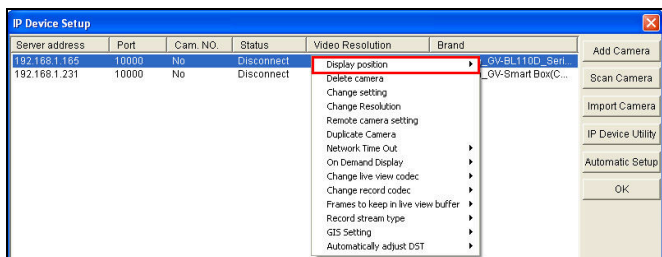 IP Device Setup
Server address Port Cam. NO. Status Video Resolution Brand
Add Camera
192.168.1.165 10000 No Disconnect _GV-BL110D_Seri...
192.168.1.231 10000 No Disconnect _GV-Smart Box(C...
Display position
Delete camera
Change setting
Change Resolution
Remote camera setting
Duplicate Camera
Network Time Out
On Demand Display
Change live view codec
Change record codec
Frames to keep in live view buffer
Record stream type
GIS Setting
Automatically adjust DST
Scan Camera
Import Camera
IP Device Utility
Automatic Setup
OK